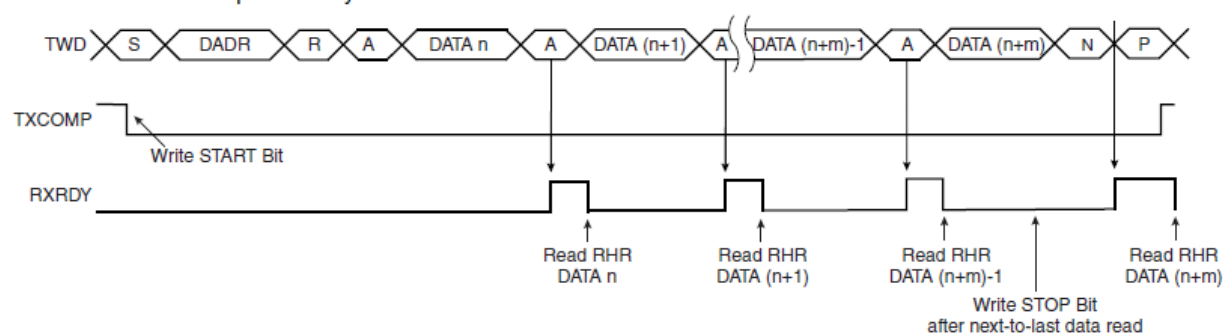 TWD S DADR R A DATA n A DATA (n+1) A DATA (n+m)-1 A DATA (n+m) N P
TXCOMP
Write START Bit
RXRDY
Read RHR Read RHR Read RHR Read RHR
DATA n DATA (n+1) DATA (n+m)-1 DATA (n+m)
Write STOP Bit
after next-to-last data read